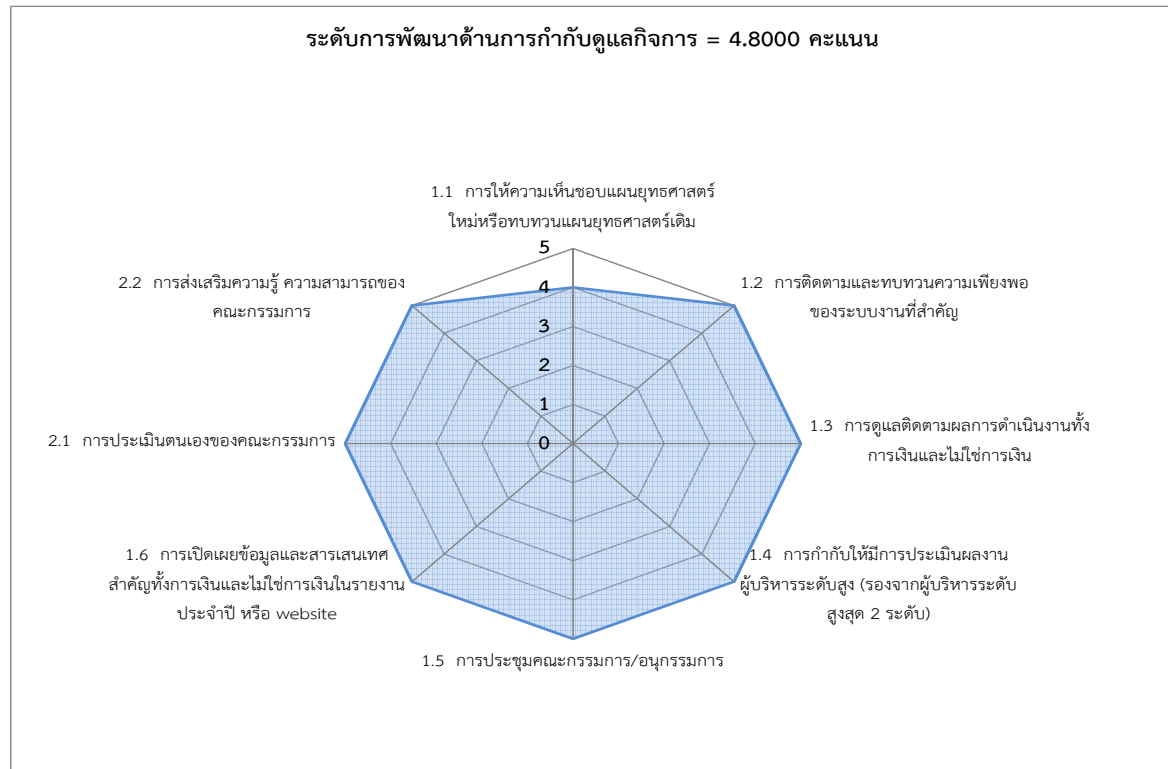 ระดับการพัฒนาด้านการกำกับดูแลกิจการ = 4.8000 คะแนน
1.1 การให้ความเห็นชอบแผนยุทธศาสตร์
ใหม่หรือทบทวนแผนยุทธศาสตร์เดิม
1.2 การติดตามและทบทวนความเพียงพอ
ของระบบงานที่สำคัญ
1.3 การดูแลติดตามผลการดำเนินงานทั้ง
การเงินและไม่ใช่การเงิน
1.4 การกำกับให้มีการประเมินผลงาน
ผู้บริหารระดับสูง (รองจากผู้บริหารระดับ
สูงสุด 2 ระดับ)
1.5 การประชุมคณะกรรมการ/อนุกรรมการ
1.6 การเปิดเผยข้อมูลและสารเสนเทศ
สำคัญทั้งการเงินและไม่ใช่การเงินในรายงาน
ประจำปี หรือ website
2.1 การประเมินตนเองของคณะกรรมการ
2.2 การส่งเสริมความรู้ ความสามารถของ
คณะกรรมการ
5
4
3
2
1
0